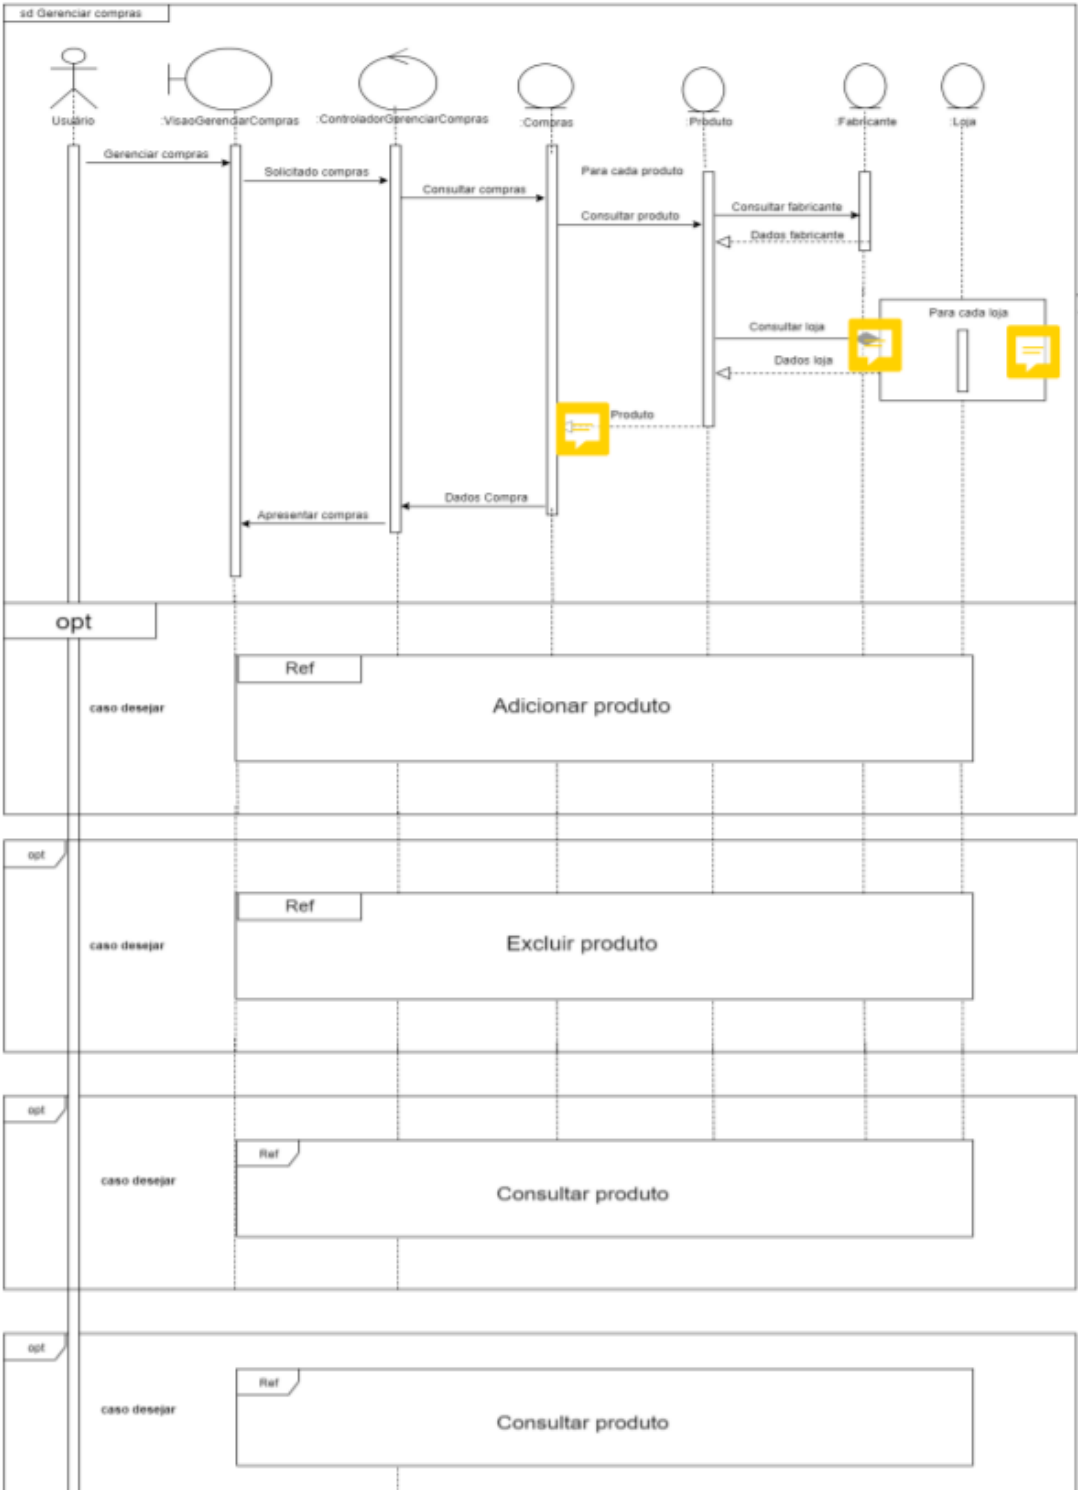 sd Gerenciar compras
Usuário
:VisaoGerenciarCompras
:ControladorGerenciarCompras
:Compras
:Produto
:Fabricante
:Loja
Gerenciar compras
Solicitado compras
Consultar compras
Para cada produto
Consultar produto
Consultar fabricante
Dados fabricante
Para cada loja
Consultar loja
Dados loja
Produto
Dados Compra
Apresentar compras
opt
Ref
caso desejar
Adicionar produto
opt
Ref
caso desejar
Excluir produto
opt
Ref
caso desejar
Consultar produto
opt
Ref
caso desejar
Consultar produto